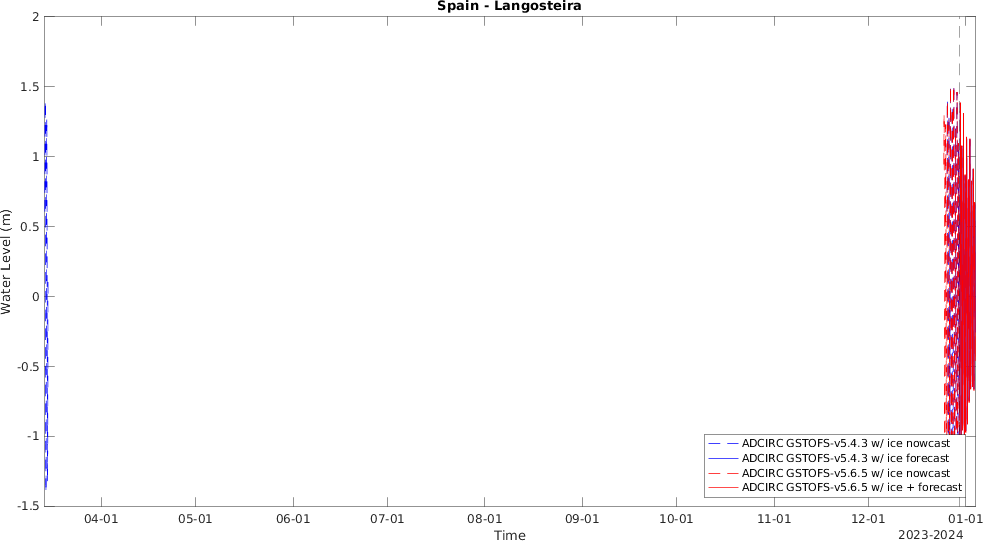 Spain - Langosteira
2
1.5
1
0.5
0
-0.5
-1
-1.5
Water Level (m)
ADCIRC GSTOFS-v5.4.3 w/ ice nowcast
ADCIRC GSTOFS-v5.4.3 w/ ice forecast
ADCIRC GSTOFS-v5.6.5 w/ ice nowcast
ADCIRC GSTOFS-v5.6.5 w/ ice + forecast
04-01 05-01 06-01 07-01 08-01 09-01 10-01 11-01 12-01 01-01
Time
2023-2024